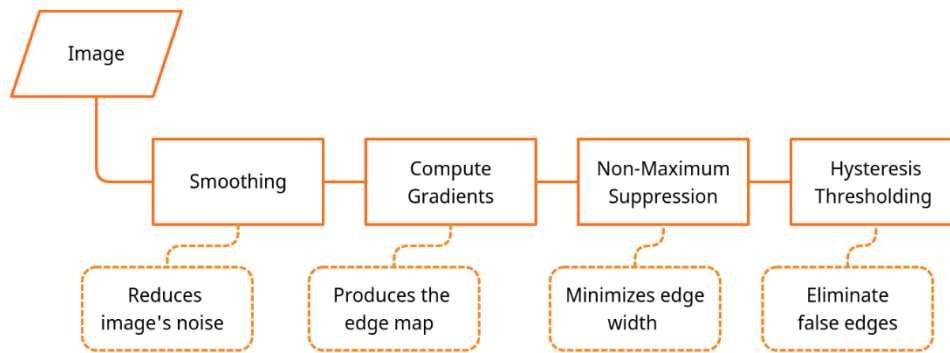 Image
Smoothing
Compute
Gradients
Non-Maximum
Suppression
Hysteresis
Thresholding
Reduces
image's noise
Produces the
edge map
Minimizes edge
width
Eliminate
false edges